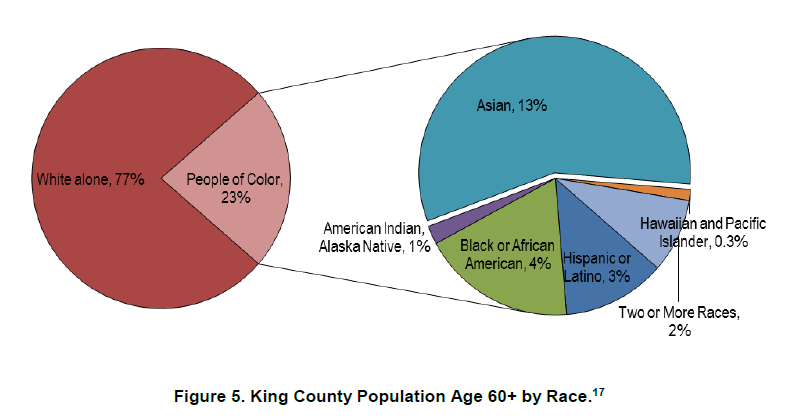 Asian, 13%
White alone, 77%
People of Color,
23%
American Indian,
Alaska Native, 1%
Black or African
American, 4%
Hispanic or
Latino, 3%
Hawaiian and Pacific
Islander, 0.3%
Two or More Races,
2%
Figure 5. King County Population Age 60+ by Race.17